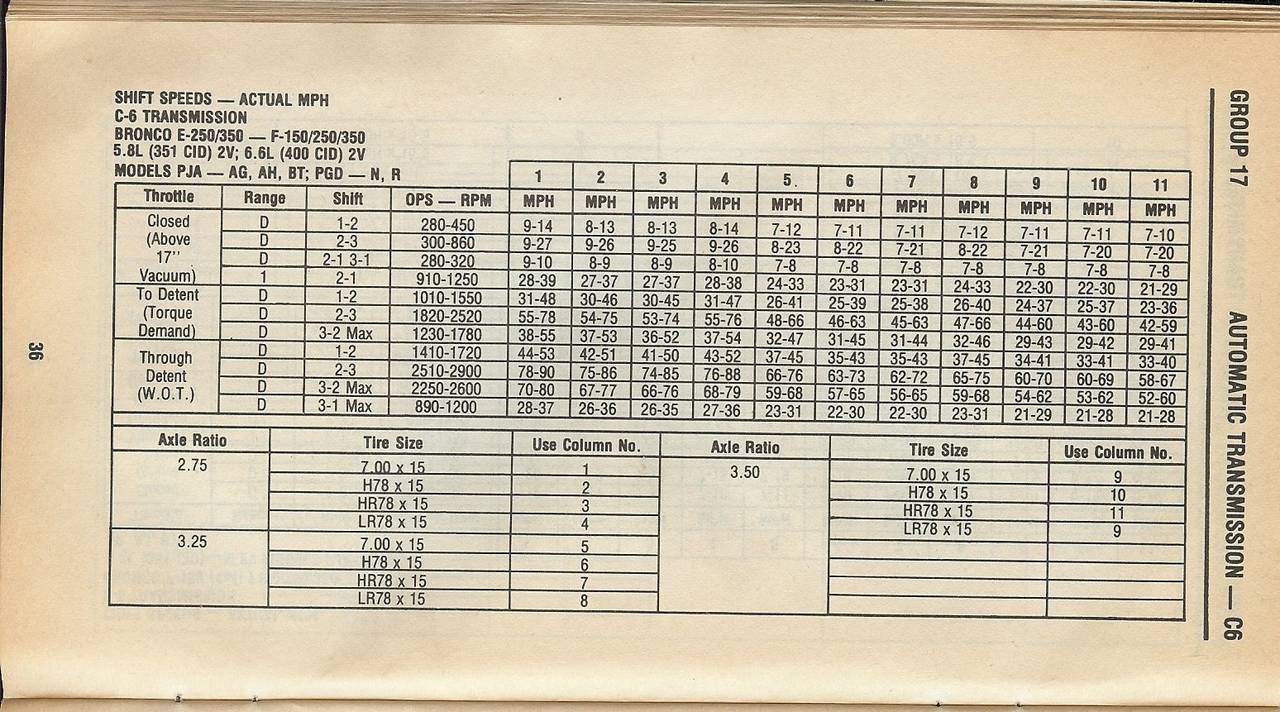 SHIFT SPEEDS — ACTUAL MPH
C-6 TRANSMISSION
BRONCO E-250/350 — F-150/250/350
5.8L (351 CID) 2V; 6.6L (400 CID) 2V
MODELS PJA — AG, AH, BT; PGD — N, R
1 2 3 4 5. 6 7 8 9 10 11
Throttle Range Shift OPS — RPM MPH MPH MPH MPH MPH MPH MPH MPH MPH MPH MPH
Closed (Above 17'' Vacuum)
D 1-2 280-450 9-14 8-13 8-13 8-14 7-12 7-11 7-11 7-12 7-11 7-11 7-10
D 2-3 300-860 9-27 9-26 9-25 9-26 8-23 8-22 7-21 8-22 7-21 7-20 7-20
D 2-1 3-1 280-320 9-10 8-9 8-9 8-10 7-8 7-8 7-8 7-8 7-8 7-8 7-8
1 2-1 910-1250 28-39 27-37 27-37 28-38 24-33 23-31 23-31 24-33 22-30 22-30 21-29
To Detent (Torque Demand)
D 1-2 1010-1550 31-48 30-46 30-45 31-47 26-41 25-39 25-38 26-40 24-37 25-37 23-36
D 2-3 1820-2520 55-78 54-75 53-74 55-76 48-66 46-63 45-63 47-66 44-60 43-60 42-59
D 3-2 Max 1230-1780 38-55 37-53 36-52 37-54 32-47 31-45 31-44 32-46 29-43 29-42 29-41
Through Detent (W.O.T.)
D 1-2 1410-1720 44-53 42-51 41-50 43-52 37-45 35-43 35-43 37-45 34-41 33-41 33-40
D 2-3 2510-2900 78-90 75-86 74-85 76-88 66-76 63-73 62-72 65-75 60-70 60-69 58-67
D 3-2 Max 2250-2600 70-80 67-77 66-76 68-79 59-68 57-65 56-65 59-68 54-62 53-62 52-60
D 3-1 Max 890-1200 28-37 26-36 26-35 27-36 23-31 22-30 22-30 23-31 21-29 21-28 21-28
Axle Ratio Tire Size Use Column No. Axle Ratio Tire Size Use Column No.
2.75 7.00 x 15 1 3.50 7.00 x 15 9
H78 x 15 2 H78 x 15 10
HR78 x 15 3 HR78 x 15 11
LR78 x 15 4 LR78 x 15 9
3.25 7.00 x 15 5
H78 x 15 6
HR78 x 15 7
LR78 x 15 8
GROUP 17 AUTOMATIC TRANSMISSION — C6
36